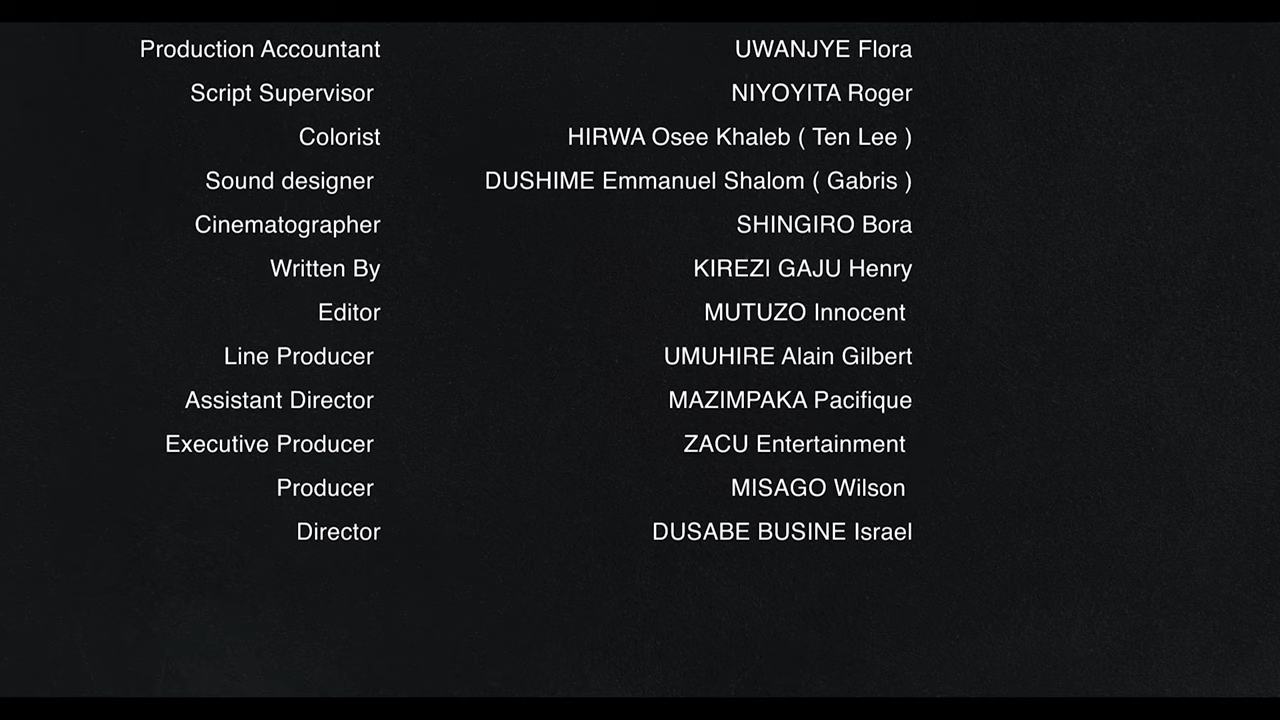 Production Accountant UWANJYE Flora
Script Supervisor NIYOYITA Roger
Colorist HIRWA Osee Khaleb ( Ten Lee )
Sound designer DUSHIME Emmanuel Shalom ( Gabris )
Cinematographer SHINGIRO Bora
Written By KIREZI GAJU Henry
Editor MUTUZO Innocent
Line Producer UMUHIRE Alain Gilbert
Assistant Director MAZIMPAKA Pacifique
Executive Producer ZACU Entertainment
Producer MISAGO Wilson
Director DUSABE BUSINE Israel